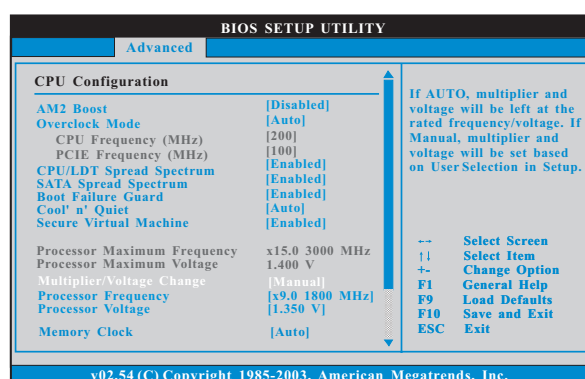 BIOS SETUP UTILITY
Advanced
CPU Configuration
AM2 Boost [Disabled]
Overclock Mode [Auto]
CPU Frequency (MHz) [200]
PCIE Frequency (MHz) [100]
CPU/LDT Spread Spectrum [Enabled]
SATA Spread Spectrum [Enabled]
Boot Failure Guard [Enabled]
Cool' n' Quiet [Auto]
Secure Virtual Machine [Enabled]
Processor Maximum Frequency x15.0 3000 MHz
Processor Maximum Voltage 1.400 V
Multiplier/Voltage Change [Manual]
Processor Frequency [x9.0 1800 MHz]
Processor Voltage [1.350 V]
Memory Clock [Auto]
If AUTO, multiplier and
voltage will be left at the
rated frequency/voltage. If
Manual, multiplier and
voltage will be set based
on User Selection in Setup.
←→ Select Screen
↑↓ Select Item
+- Change Option
F1 General Help
F9 Load Defaults
F10 Save and Exit
ESC Exit
v02.54 (C) Copyright 1985-2003, American Megatrends, Inc.